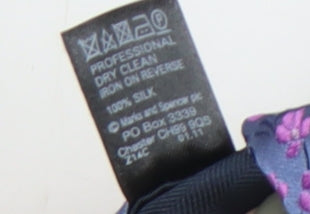 PROFESSIONAL
DRY CLEAN
IRON ON REVERSE
100% SILK
© Marks and Spencer plc
PO Box 3339
Chester CH99 9QS
Z14C 01.11